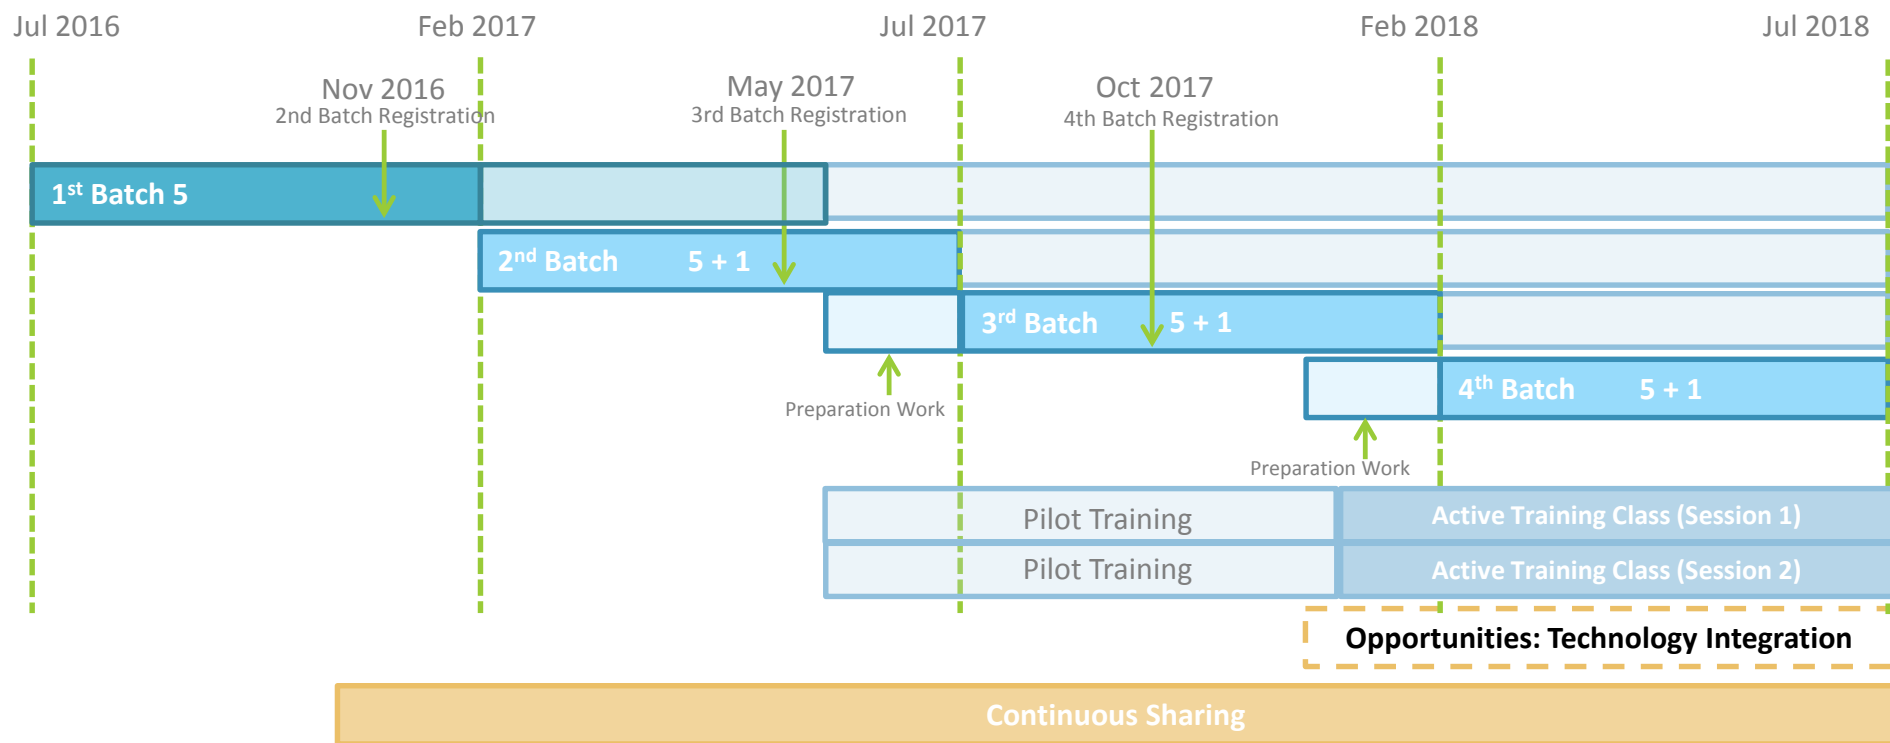 Jul 2016
Feb 2017
Jul 2017
Feb 2018
Jul 2018
Nov 2016
2nd Batch Registration
May 2017
3rd Batch Registration
Oct 2017
4th Batch Registration
1st Batch 5
2nd Batch 5 + 1
3rd Batch 5 + 1
4th Batch 5 + 1
Preparation Work
Preparation Work
Pilot Training
Active Training Class (Session 1)
Pilot Training
Active Training Class (Session 2)
Opportunities: Technology Integration
Continuous Sharing